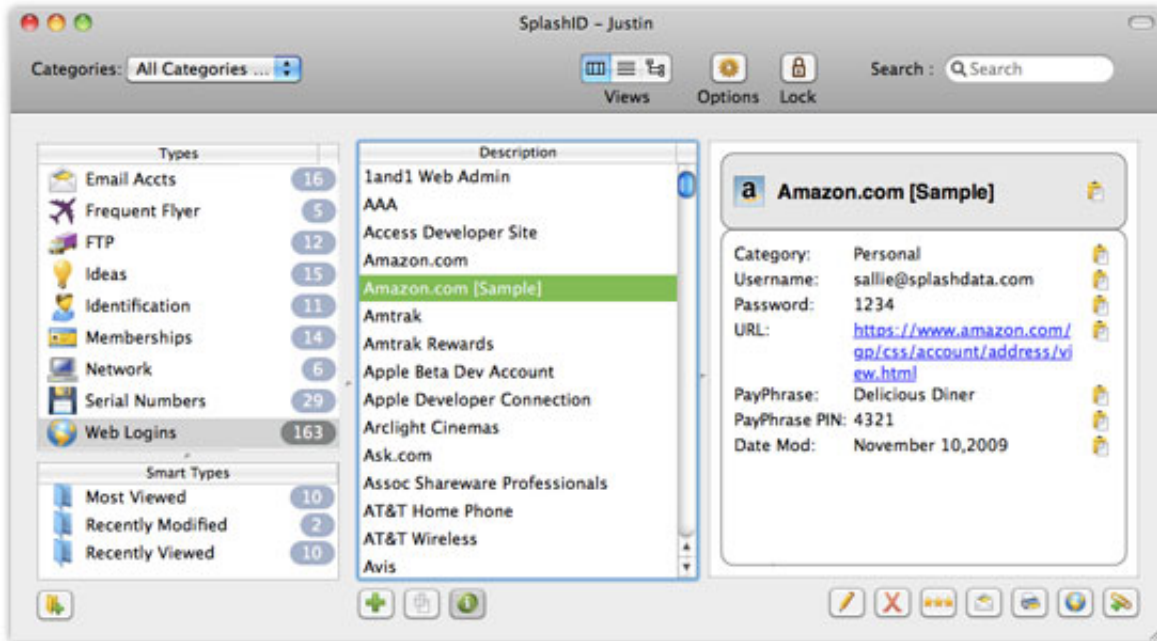 SplashID – Justin
Categories: All Categories ...
Views
Options
Lock
Search : Search
Types
Email Accts 16
Frequent Flyer 5
FTP 12
Ideas 15
Identification 11
Memberships 14
Network 6
Serial Numbers 29
Web Logins 163
Smart Types
Most Viewed 10
Recently Modified 2
Recently Viewed 10
Description
1and1 Web Admin
AAA
Access Developer Site
Amazon.com
Amazon.com [Sample]
Amtrak
Amtrak Rewards
Apple Beta Dev Account
Apple Developer Connection
Arclight Cinemas
Ask.com
Assoc Shareware Professionals
AT&T Home Phone
AT&T Wireless
Avis
a Amazon.com [Sample]
Category: Personal
Username: sallie@splashdata.com
Password: 1234
URL: https://www.amazon.com/
gp/css/account/address/vi
ew.html
PayPhrase: Delicious Diner
PayPhrase PIN: 4321
Date Mod: November 10,2009